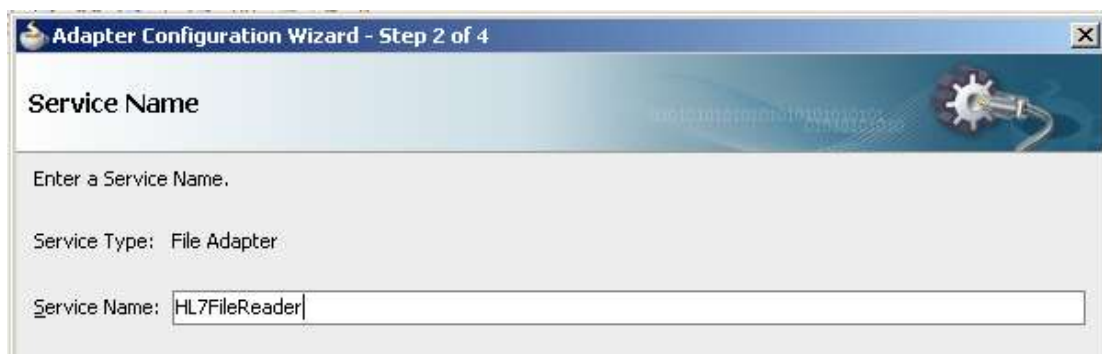 Adapter Configuration Wizard - Step 2 of 4
Service Name
Enter a Service Name.
Service Type: File Adapter
Service Name: HL7FileReader